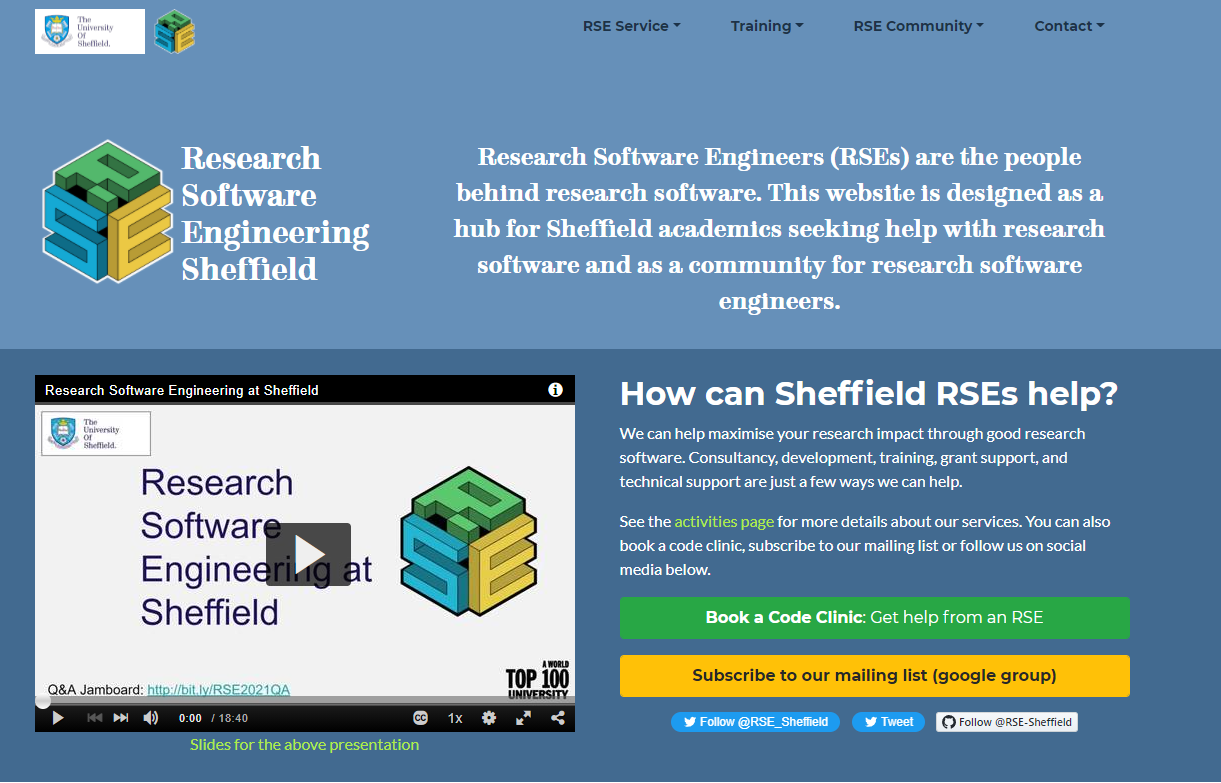 The
University
Of
Sheffield.
RSE Service
Training
RSE Community
Contact
Research
Software
Engineering
Sheffield
Research Software Engineers (RSEs) are the people
behind research software. This website is designed as a
hub for Sheffield academics seeking help with research
software and as a community for research software
engineers.
Research Software Engineering at Sheffield
The
University
Of
Sheffield.
Research
Software
Engineering at
Sheffield
A WORLD
TOP 100
UNIVERSITY
Q&A Jamboard: http://bit.ly/RSE2021QA
0:00 / 18:40
CC
1x
Slides for the above presentation
How can Sheffield RSEs help?
We can help maximise your research impact through good research
software. Consultancy, development, training, grant support, and
technical support are just a few ways we can help.
See the activities page for more details about our services. You can also
book a code clinic, subscribe to our mailing list or follow us on social
media below.
Book a Code Clinic: Get help from an RSE
Subscribe to our mailing list (google group)
Follow @RSE_Sheffield
Tweet
Follow @RSE-Sheffield